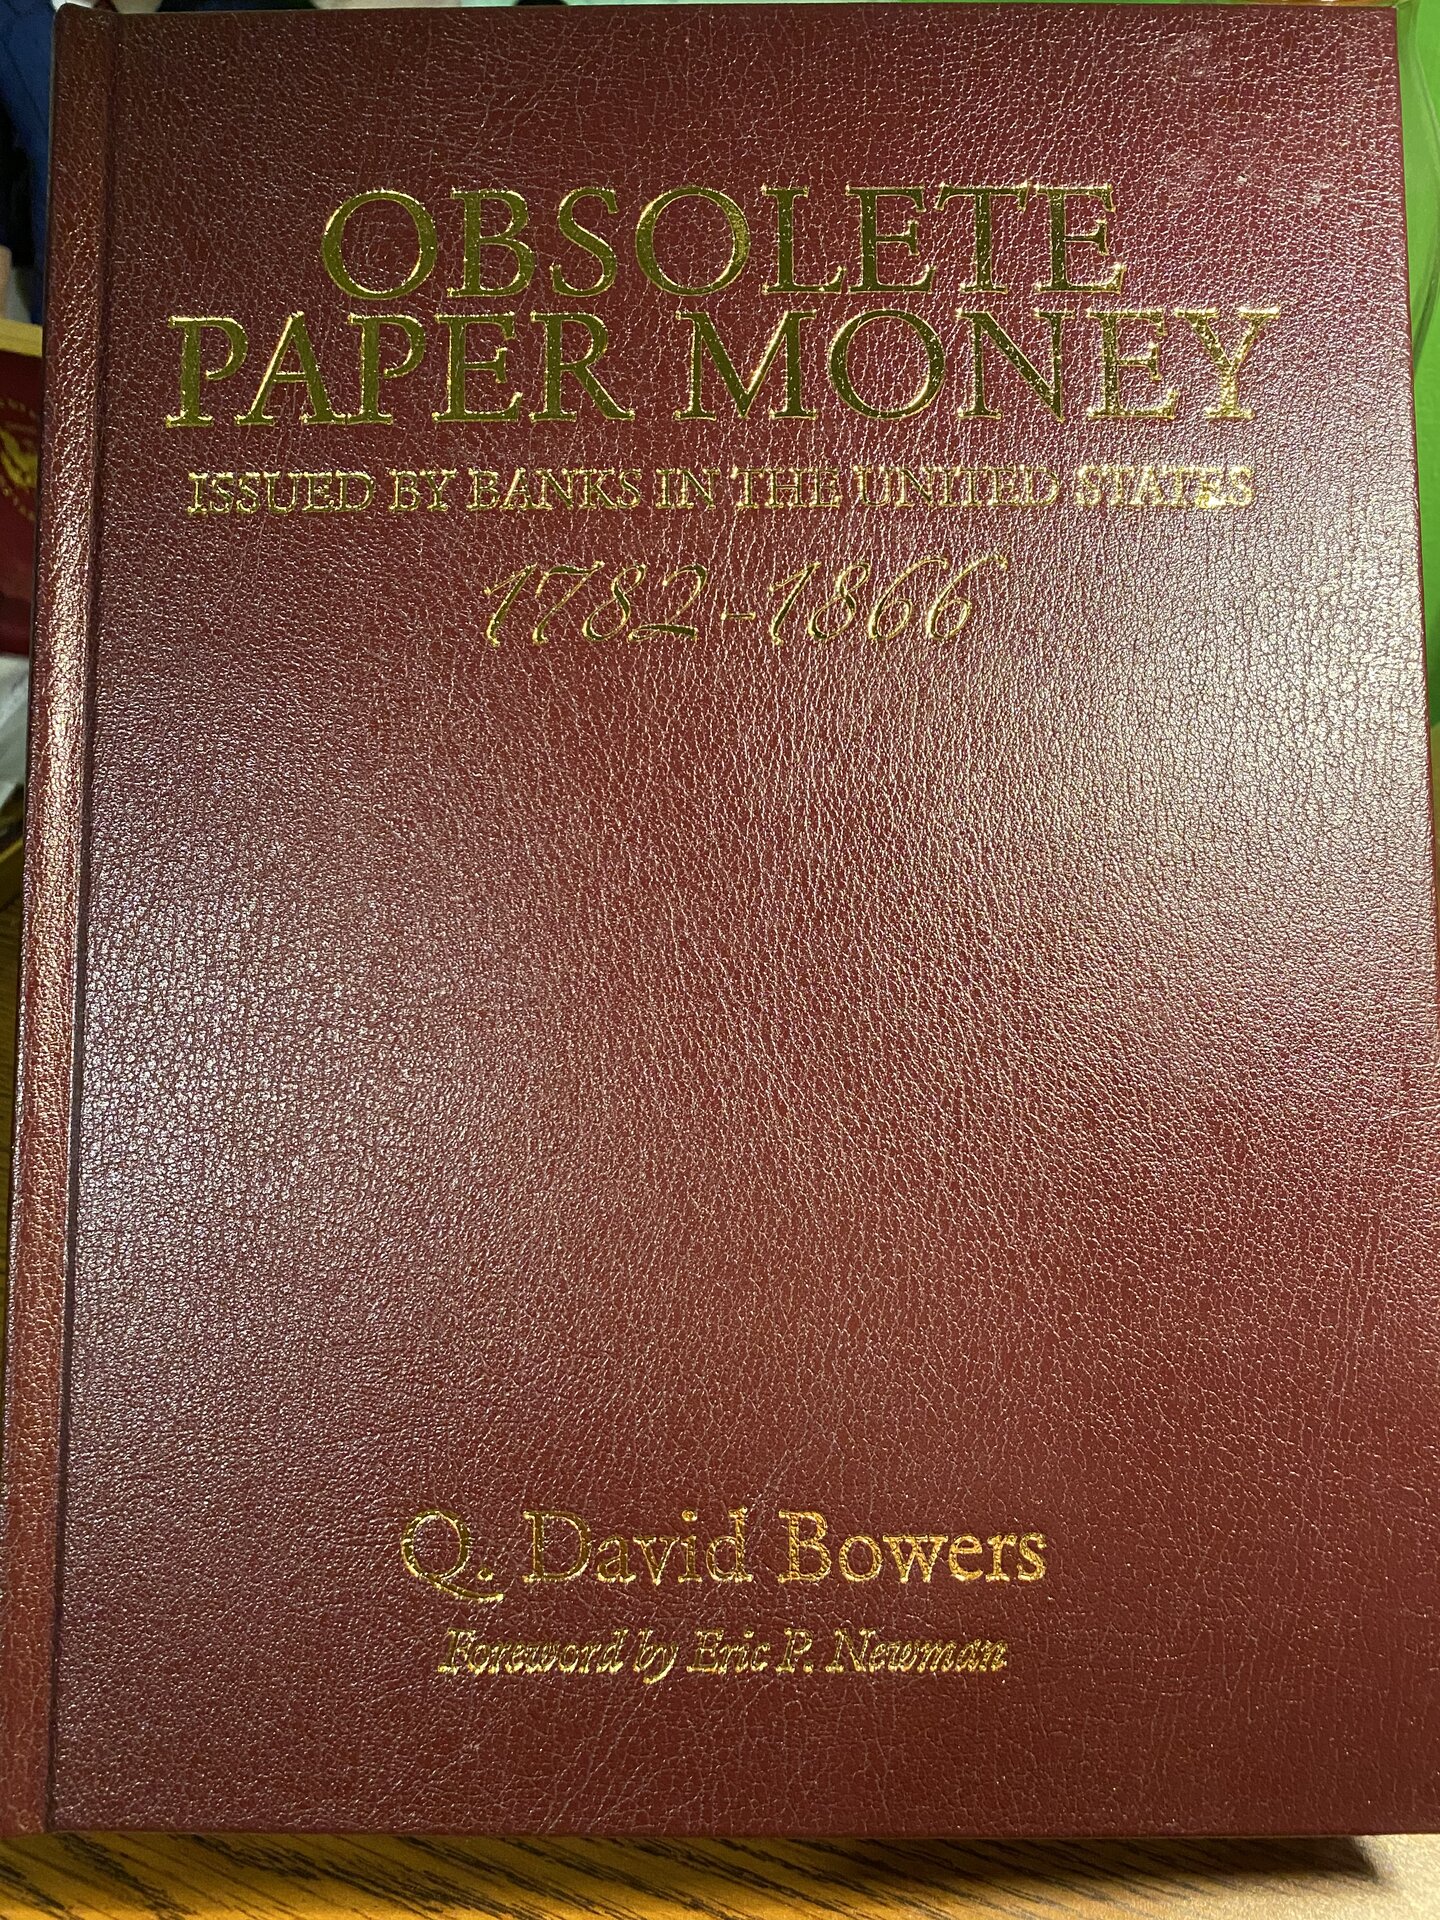 OBSOLETE
PAPER MONEY
ISSUED BY BANKS IN THE UNITED STATES
1782-1866
Q. David Bowers
Foreword by Eric P. Newman